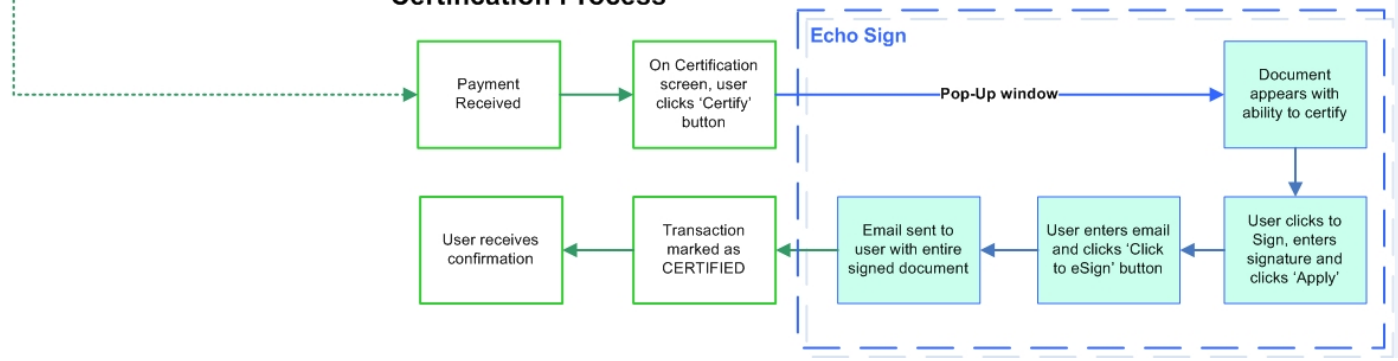 Certification Process
Echo Sign
Payment
Received
On Certification
screen, user
clicks ‘Certify’
button
Pop-Up window
Document
appears with
ability to certify
User receives
confirmation
Transaction
marked as
CERTIFIED
Email sent to
user with entire
signed document
User enters email
and clicks ‘Click
to eSign’ button
User clicks to
Sign, enters
signature and
clicks ‘Apply’